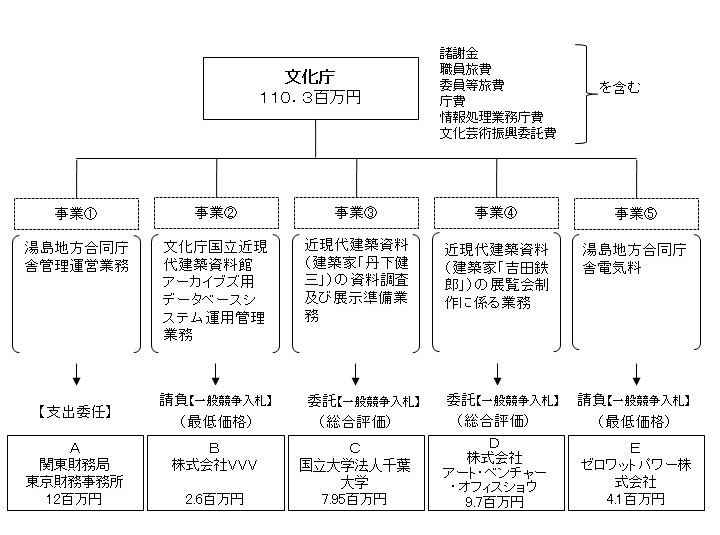 文化庁
110.3百万円
諸謝金
職員旅費
委員等旅費
庁費
情報処理業務庁費
文化芸術振興委託費
を含む
事業①
湯島地方合同庁
舎管理運営業務
【支出委任】
A
関東財務局
東京財務事務所
12百万円
事業②
文化庁国立近現
代建築資料館
アーカイブズ用
データベースシ
ステム運用管理
業務
請負【一般競争入札】
(最低価格)
B
株式会社VVV
2.6百万円
事業③
近現代建築資料
(建築家「丹下健
三」)の資料調査
及び展示準備業
務
委託【一般競争入札】
(総合評価)
C
国立大学法人千葉
大学
7.95百万円
事業④
近現代建築資料
(建築家「吉田鉄
郎」)の展覧会制
作に係る業務
委託【一般競争入札】
(総合評価)
D
株式会社
アート・ベンチャー
・オフィスショウ
9.7百万円
事業⑤
湯島地方合同庁
舎電気料
請負【一般競争入札】
(最低価格)
E
ゼロワットパワー株
式会社
4.1百万円